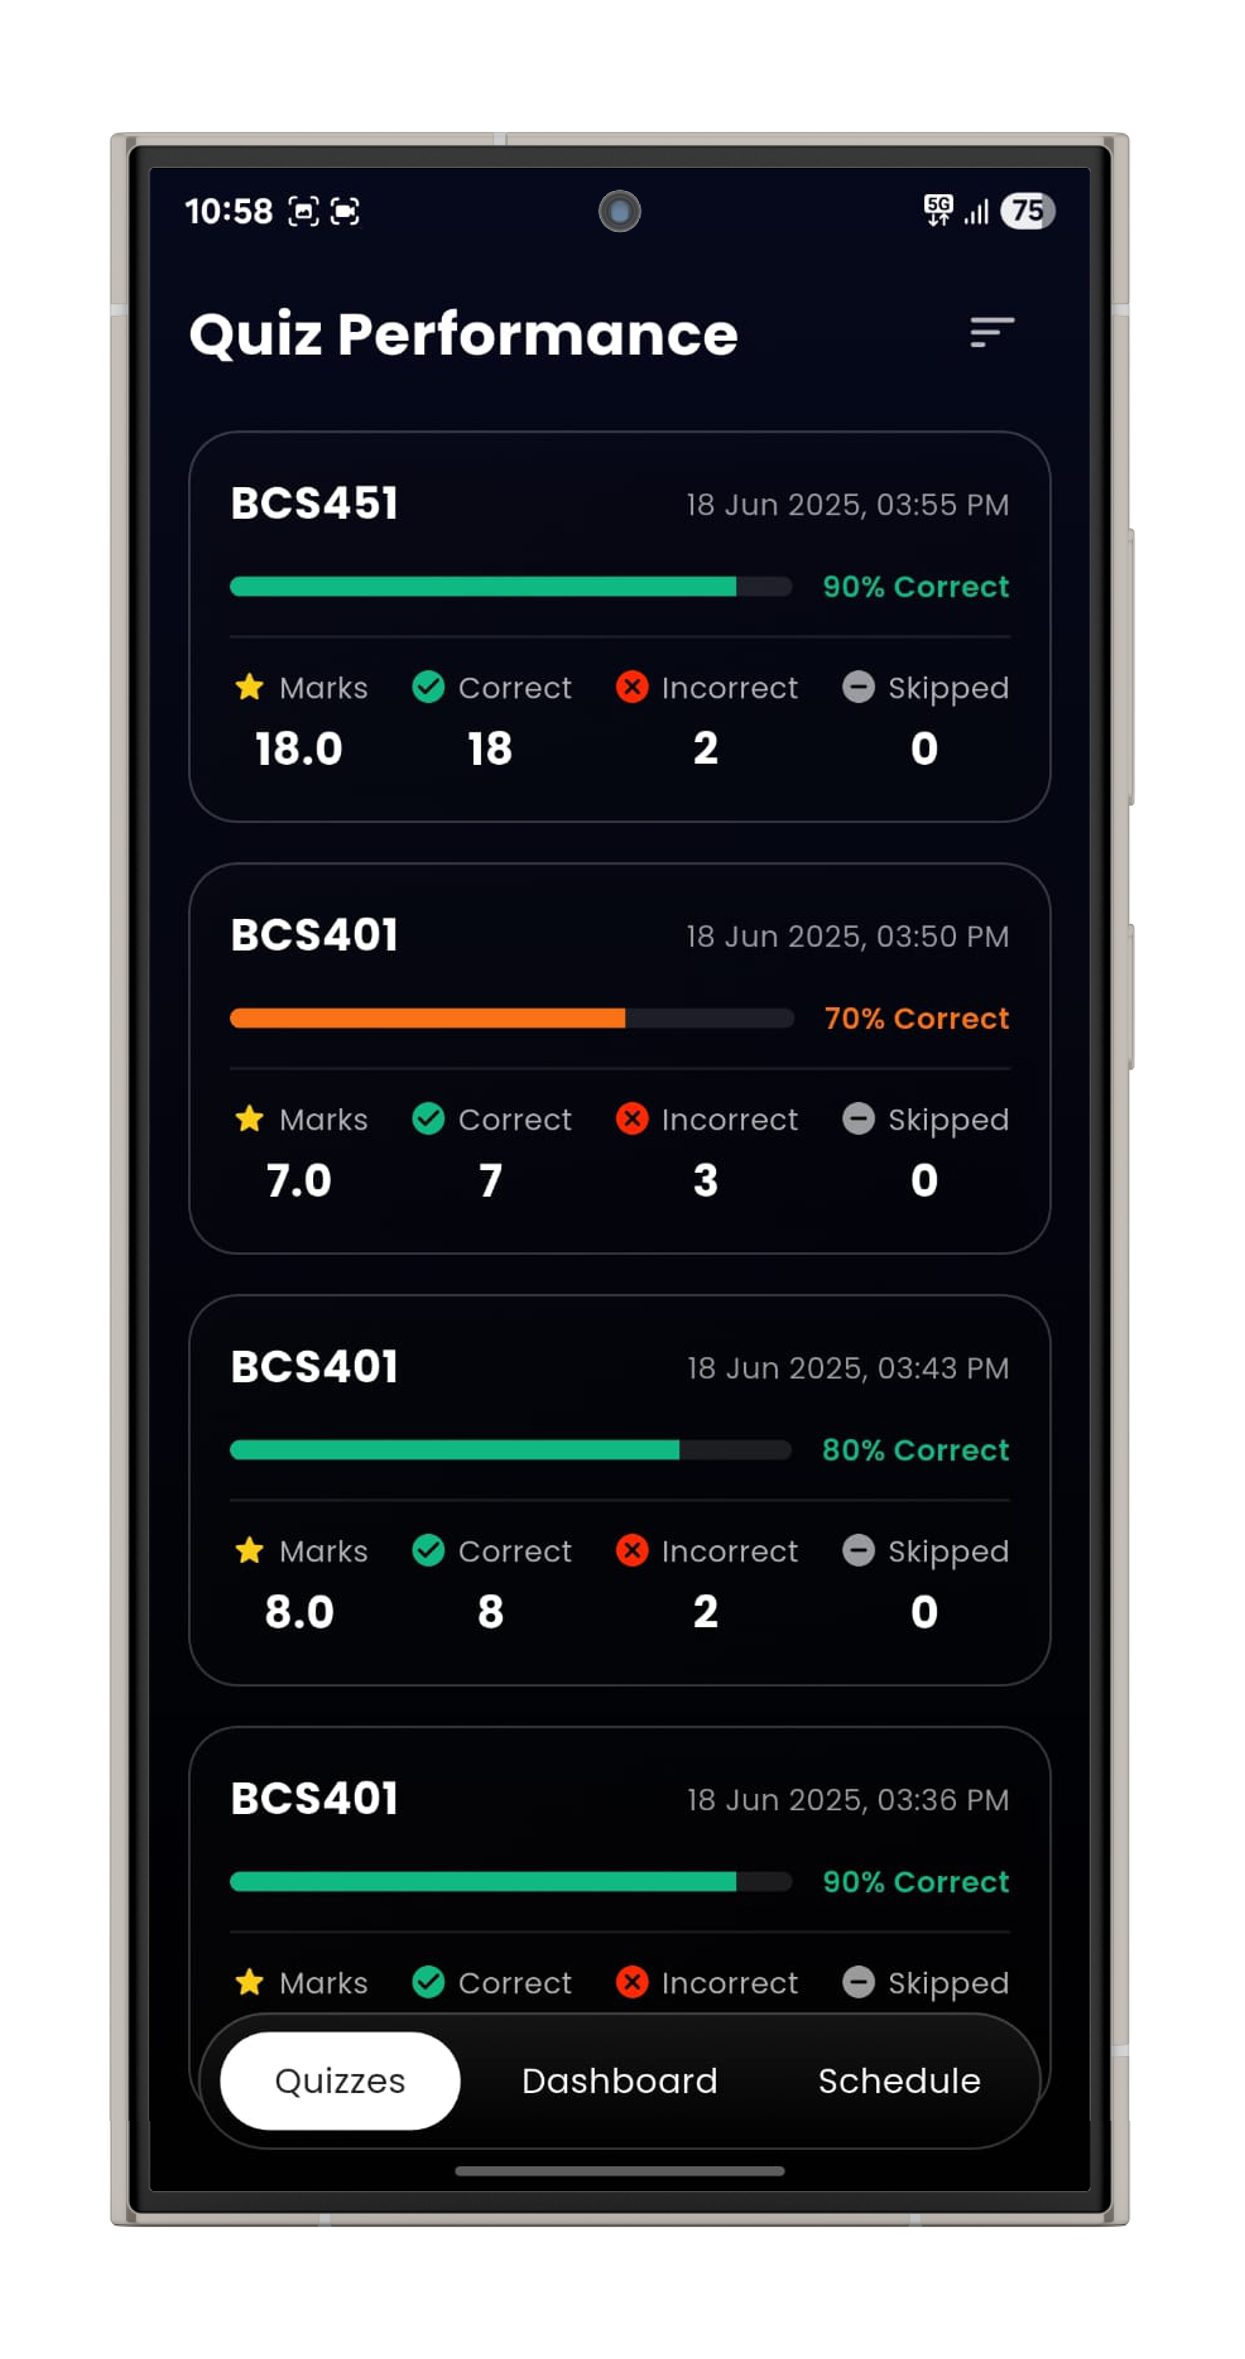 10:58 5G 75
Quiz Performance
BCS451 18 Jun 2025, 03:55 PM
90% Correct
Marks Correct Incorrect Skipped
18.0 18 2 0
BCS401 18 Jun 2025, 03:50 PM
70% Correct
Marks Correct Incorrect Skipped
7.0 7 3 0
BCS401 18 Jun 2025, 03:43 PM
80% Correct
Marks Correct Incorrect Skipped
8.0 8 2 0
BCS401 18 Jun 2025, 03:36 PM
90% Correct
Marks Correct Incorrect Skipped
Quizzes Dashboard Schedule